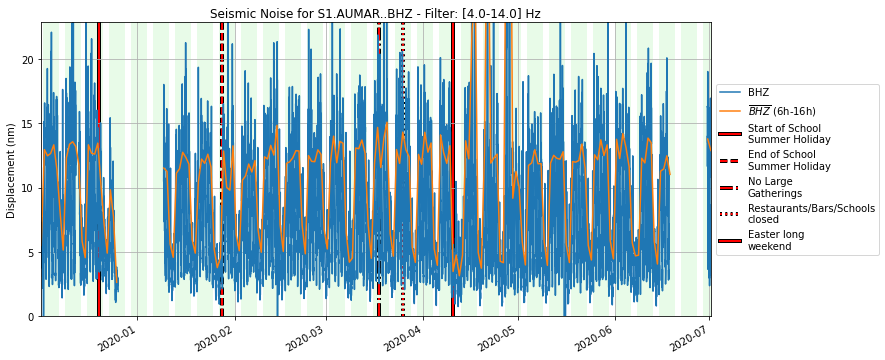 Seismic Noise for S1.AUMAR..BHZ - Filter: [4.0-14.0] Hz
Displacement (nm)
20
15
10
5
0
2020-01
2020-02
2020-03
2020-04
2020-05
2020-06
2020-07
BHZ
BHZ (6h-16h)
Start of School
Summer Holiday
End of School
Summer Holiday
No Large
Gatherings
Restaurants/Bars/Schools
closed
Easter long
weekend